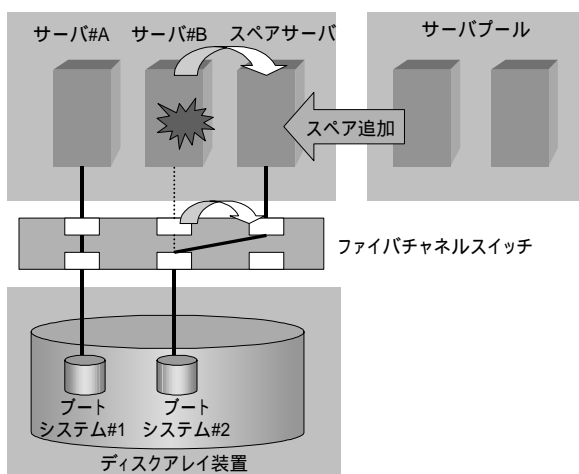 サーバ#A サーバ#B スペアサーバ サーバプール
スペア追加
ファイバチャネルスイッチ
ブート
システム#1
ブート
システム#2
ディスクアレイ装置